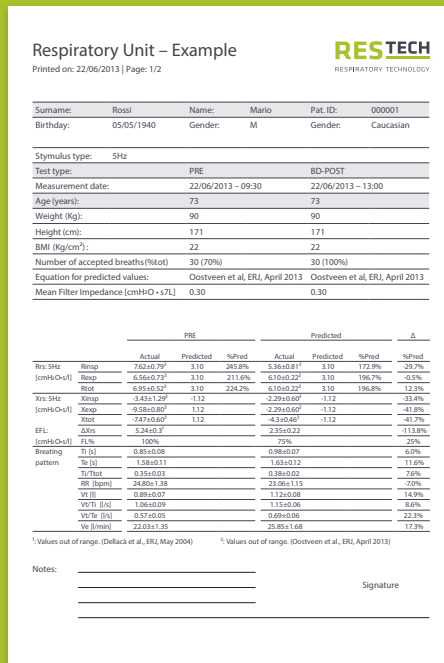 Respiratory Unit – Example
Printed on: 22/06/2013 | Page: 1/2
RESTECH
RESPIRATORY TECHNOLOGY
Surname: Rossi Name: Mario Pat. ID: 000001
Birthday: 05/05/1940 Gender: M Gender: Caucasian
Stymulus type: 5Hz
Test type: PRE BD-POST
Measurement date: 22/06/2013 – 09:30 22/06/2013 – 13:00
Age (years): 73 73
Weight (Kg): 90 90
Height (cm): 171 171
BMI (Kg/cm²): 22 22
Number of accepted breaths(%tot) 30 (70%) 30 (100%)
Equation for predicted values: Oostveen et al, ERJ, April 2013 Oostveen et al, ERJ, April 2013
Mean Filter Impedance [cmH2O • s7L] 0.30 0.30
PRE Predicted Δ
Actual Predicted %Pred Actual Predicted %Pred %Pred
Rrs: 5Hz Rinsp 7.62±0.79² 3.10 245.8% 5.36±0.81² 3.10 172.9% -29.7%
[cmH2O•s/l] Rexp 6.56±0.73² 3.10 211.6% 6.10±0.22² 3.10 196.7% -0.5%
Rtot 6.95±0.52² 3.10 224.2% 6.10±0.22² 3.10 196.8% 12.3%
Xrs: 5Hz Xinsp -3.43±1.29² -1.12 -2.29±0.60² -1.12 -33.4%
[cmH2O•s/l] Xexp -9.58±0.80² 1.12 -2.29±0.60² -1.12 -41.8%
Xtot -7.47±0.60² 1.12 -4.3±0.46² -1.12 -41.7%
EFL: ΔXrs 5.24±0.3¹ 2.35±0.22 -113.8%
[cmH2O•s/l] FL% 100% 75% 25%
Breating Ti [s] 0.85±0.08 0.98±0.07 6.0%
pattern Te [s] 1.58±0.11 1.63±0.12 11.6%
Ti/Ttot 0.35±0.02 0.38±0.02 7.6%
RR [bpm] 24.80±1.38 23.06±1.15 -7.0%
Vt [l] 0.89±0.07 1.12±0.08 14.9%
Vt/Ti [l/s] 1.06±0.09 1.15±0.06 8.6%
Vt/Te [l/s] 0.57±0.05 0.69±0.06 22.3%
Ve [l/min] 22.03±1.35 25.85±1.68 17.3%
¹: Values out of range. (Dellacà et al., ERJ, May 2004) ²: Values out of range. (Oostveen et al, ERJ, April 2013)
Notes:
Signature